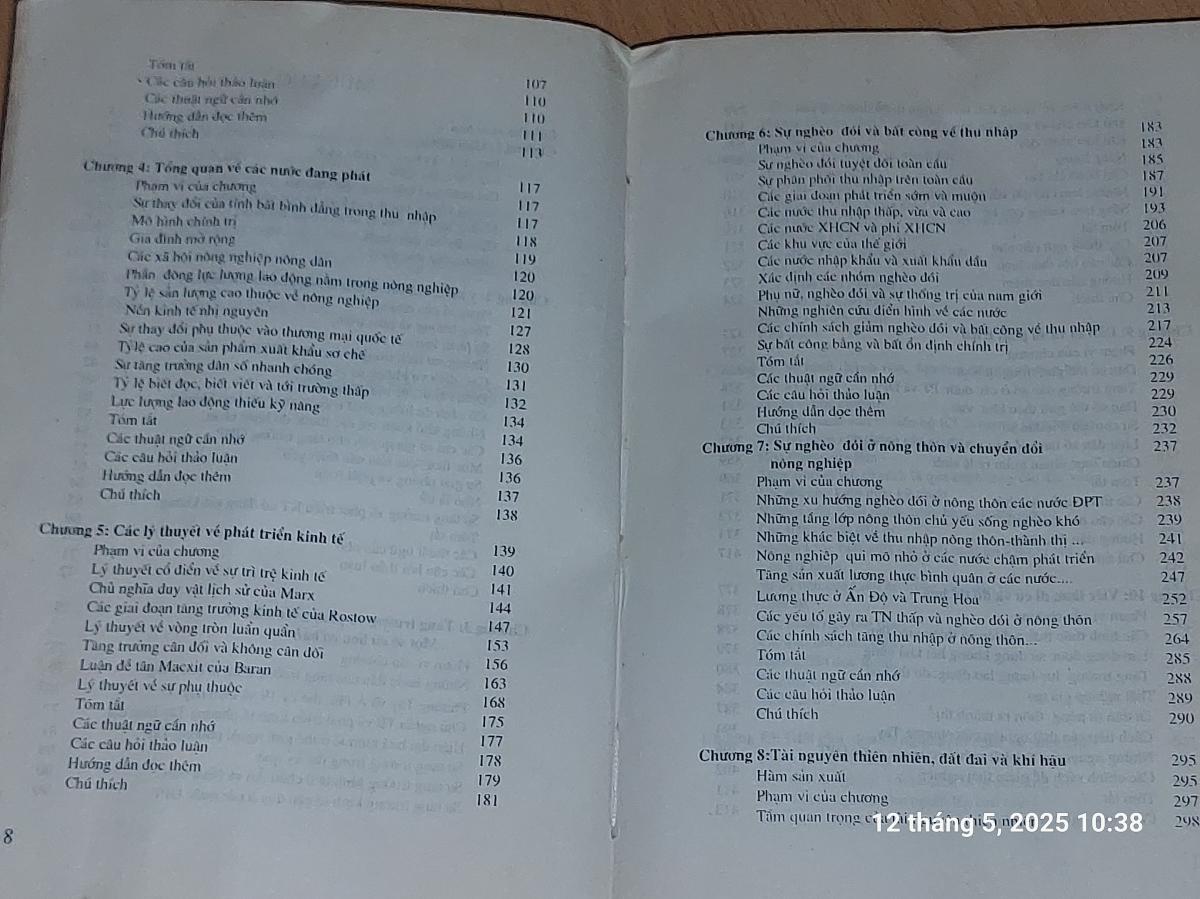 Tóm tắt 107
Các câu hỏi thảo luận 110
Các thuật ngữ cần nhớ 110
Hướng dẫn đọc thêm 111
Chú thích 113
Chương 4: Tổng quan về các nước đang phát 117
Phạm vi của chương 117
Sự thay đổi của tính bất bình đẳng trong thu nhập 117
Mô hình chính trị 118
Gia đình mở rộng 119
Các xã hội nông nghiệp nông dân 120
Phần đông lực lượng lao động nằm trong nông nghiệp 120
Tỷ lệ sản lượng cao thuộc về nông nghiệp 121
Nền kinh tế nhị nguyên 127
Sự thay đổi phụ thuộc vào thương mại quốc tế 128
Tỷ lệ cao của sản phẩm xuất khẩu sơ chế 130
Sự tăng trưởng dân số nhanh chóng 131
Tỷ lệ biết đọc, biết viết và tới trường thấp 132
Lực lượng lao động thiếu kỹ năng 134
Tóm tắt 134
Các thuật ngữ cần nhớ 136
Các câu hỏi thảo luận 136
Hướng dẫn đọc thêm 137
Chú thích 138
Chương 5: Các lý thuyết về phát triển kinh tế 139
Phạm vi của chương 140
Lý thuyết cổ điển về sự trì trệ kinh tế 141
Chủ nghĩa duy vật lịch sử của Marx 144
Các giai đoạn tăng trưởng kinh tế của Rostow 147
Lý thuyết về vòng tròn luẩn quẩn 153
Tăng trưởng cân đối và không cân đối 156
Luận đề tân Macxit của Baran 163
Lý thuyết về sự phụ thuộc 168
Tóm tắt 175
Các thuật ngữ cần nhớ 177
Các câu hỏi thảo luận 178
Hướng dẫn đọc thêm 179
Chú thích 181
8
Chương 6: Sự nghèo đói và bất công về thu nhập 183
Phạm vi của chương 183
Sự nghèo đói tuyệt đối toàn cầu 185
Sự phân phối thu nhập trên toàn cầu 187
Các giai đoạn phát triển sớm và muộn 191
Các nước thu nhập thấp, vừa và cao 193
Các nước XHCN và phi XHCN 206
Các khu vực của thế giới 207
Các nước nhập khẩu và xuất khẩu dầu 207
Xác định các nhóm nghèo đói 209
Phụ nữ, nghèo đói và sự thống trị của nam giới 211
Những nghiên cứu điển hình về các nước 213
Các chính sách giảm nghèo đói và bất công về thu nhập 217
Sự bất công bằng và bất ổn định chính trị 224
Tóm tắt 226
Các thuật ngữ cần nhớ 229
Các câu hỏi thảo luận 229
Hướng dẫn đọc thêm 230
Chú thích 232
Chương 7: Sự nghèo đói ở nông thôn và chuyển đổi 237
nông nghiệp
Phạm vi của chương 237
Những xu hướng nghèo đói ở nông thôn các nước ĐPT 238
Những tầng lớp nông thôn chủ yếu sống nghèo khó 239
Những khác biệt về thu nhập nông thôn-thành thị ... 241
Nông nghiệp qui mô nhỏ ở các nước chậm phát triển 242
Tăng sản xuất lương thực bình quân ở các nước.... 247
Lương thực ở Ấn Độ và Trung Hoa 252
Các yếu tố gây ra TN thấp và nghèo đói ở nông thôn 257
Các chính sách tăng thu nhập ở nông thôn... 264
Tóm tắt 285
Các thuật ngữ cần nhớ 288
Các câu hỏi thảo luận 289
Chú thích 290
Chương 8:Tài nguyên thiên nhiên, đất đai và khí hậu 295
Hàm sản xuất 295
Phạm vi của chương 297
Tầm quan trọng của 298
12 tháng 5, 2025 10:38